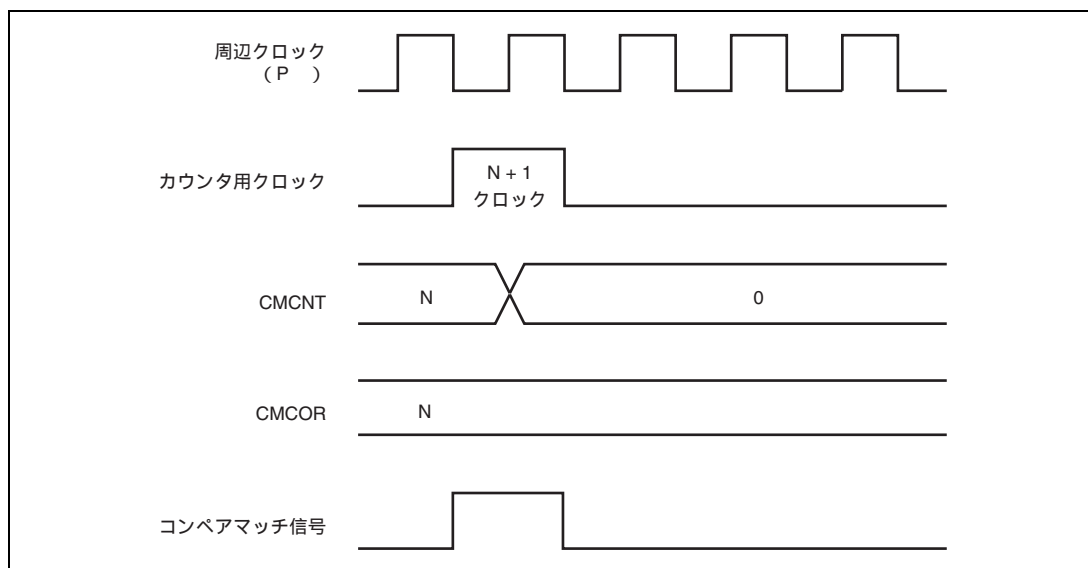 周辺クロック
(P )
カウンタ用クロック
N + 1
クロック
CMCNT
N
0
CMCOR
N
コンペアマッチ信号